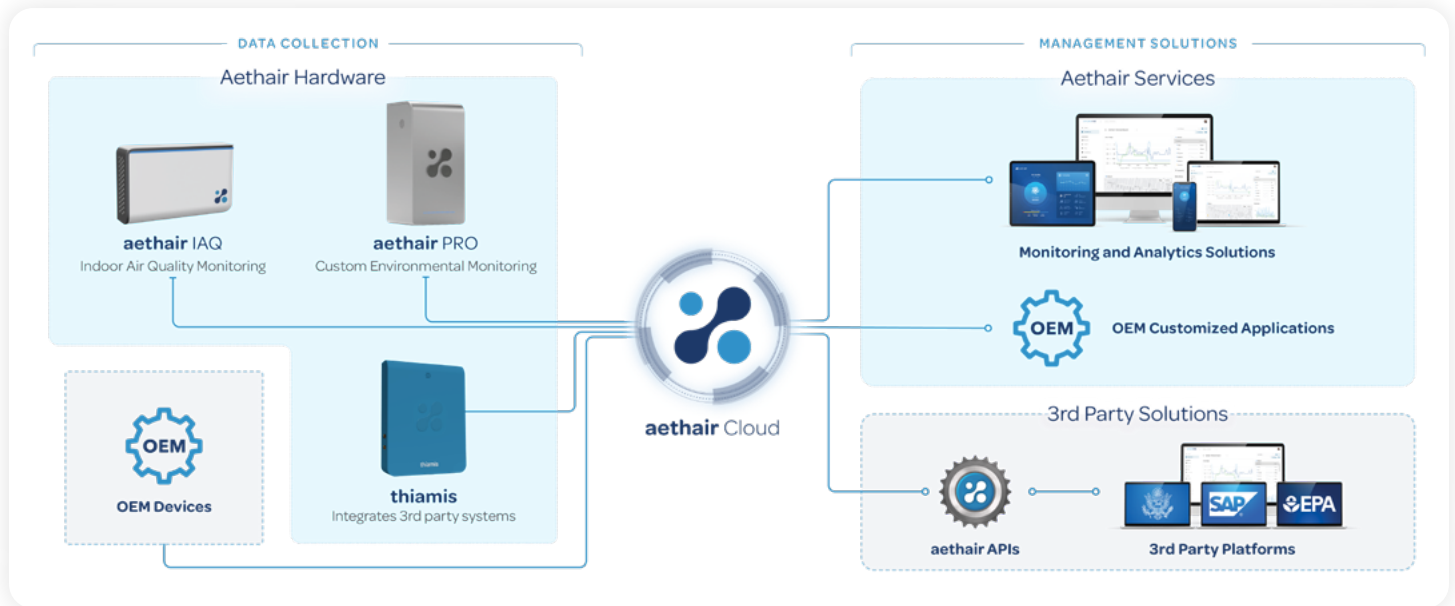 DATA COLLECTION
Aethair Hardware
aethair IAQ
Indoor Air Quality Monitoring
aethair PRO
Custom Environmental Monitoring
OEM
OEM Devices
thiamis
thiamis
Integrates 3rd party systems
aethair Cloud
MANAGEMENT SOLUTIONS
Aethair Services
Monitoring and Analytics Solutions
OEM
OEM Customized Applications
3rd Party Solutions
aethair APIs
SAP
EPA
3rd Party Platforms